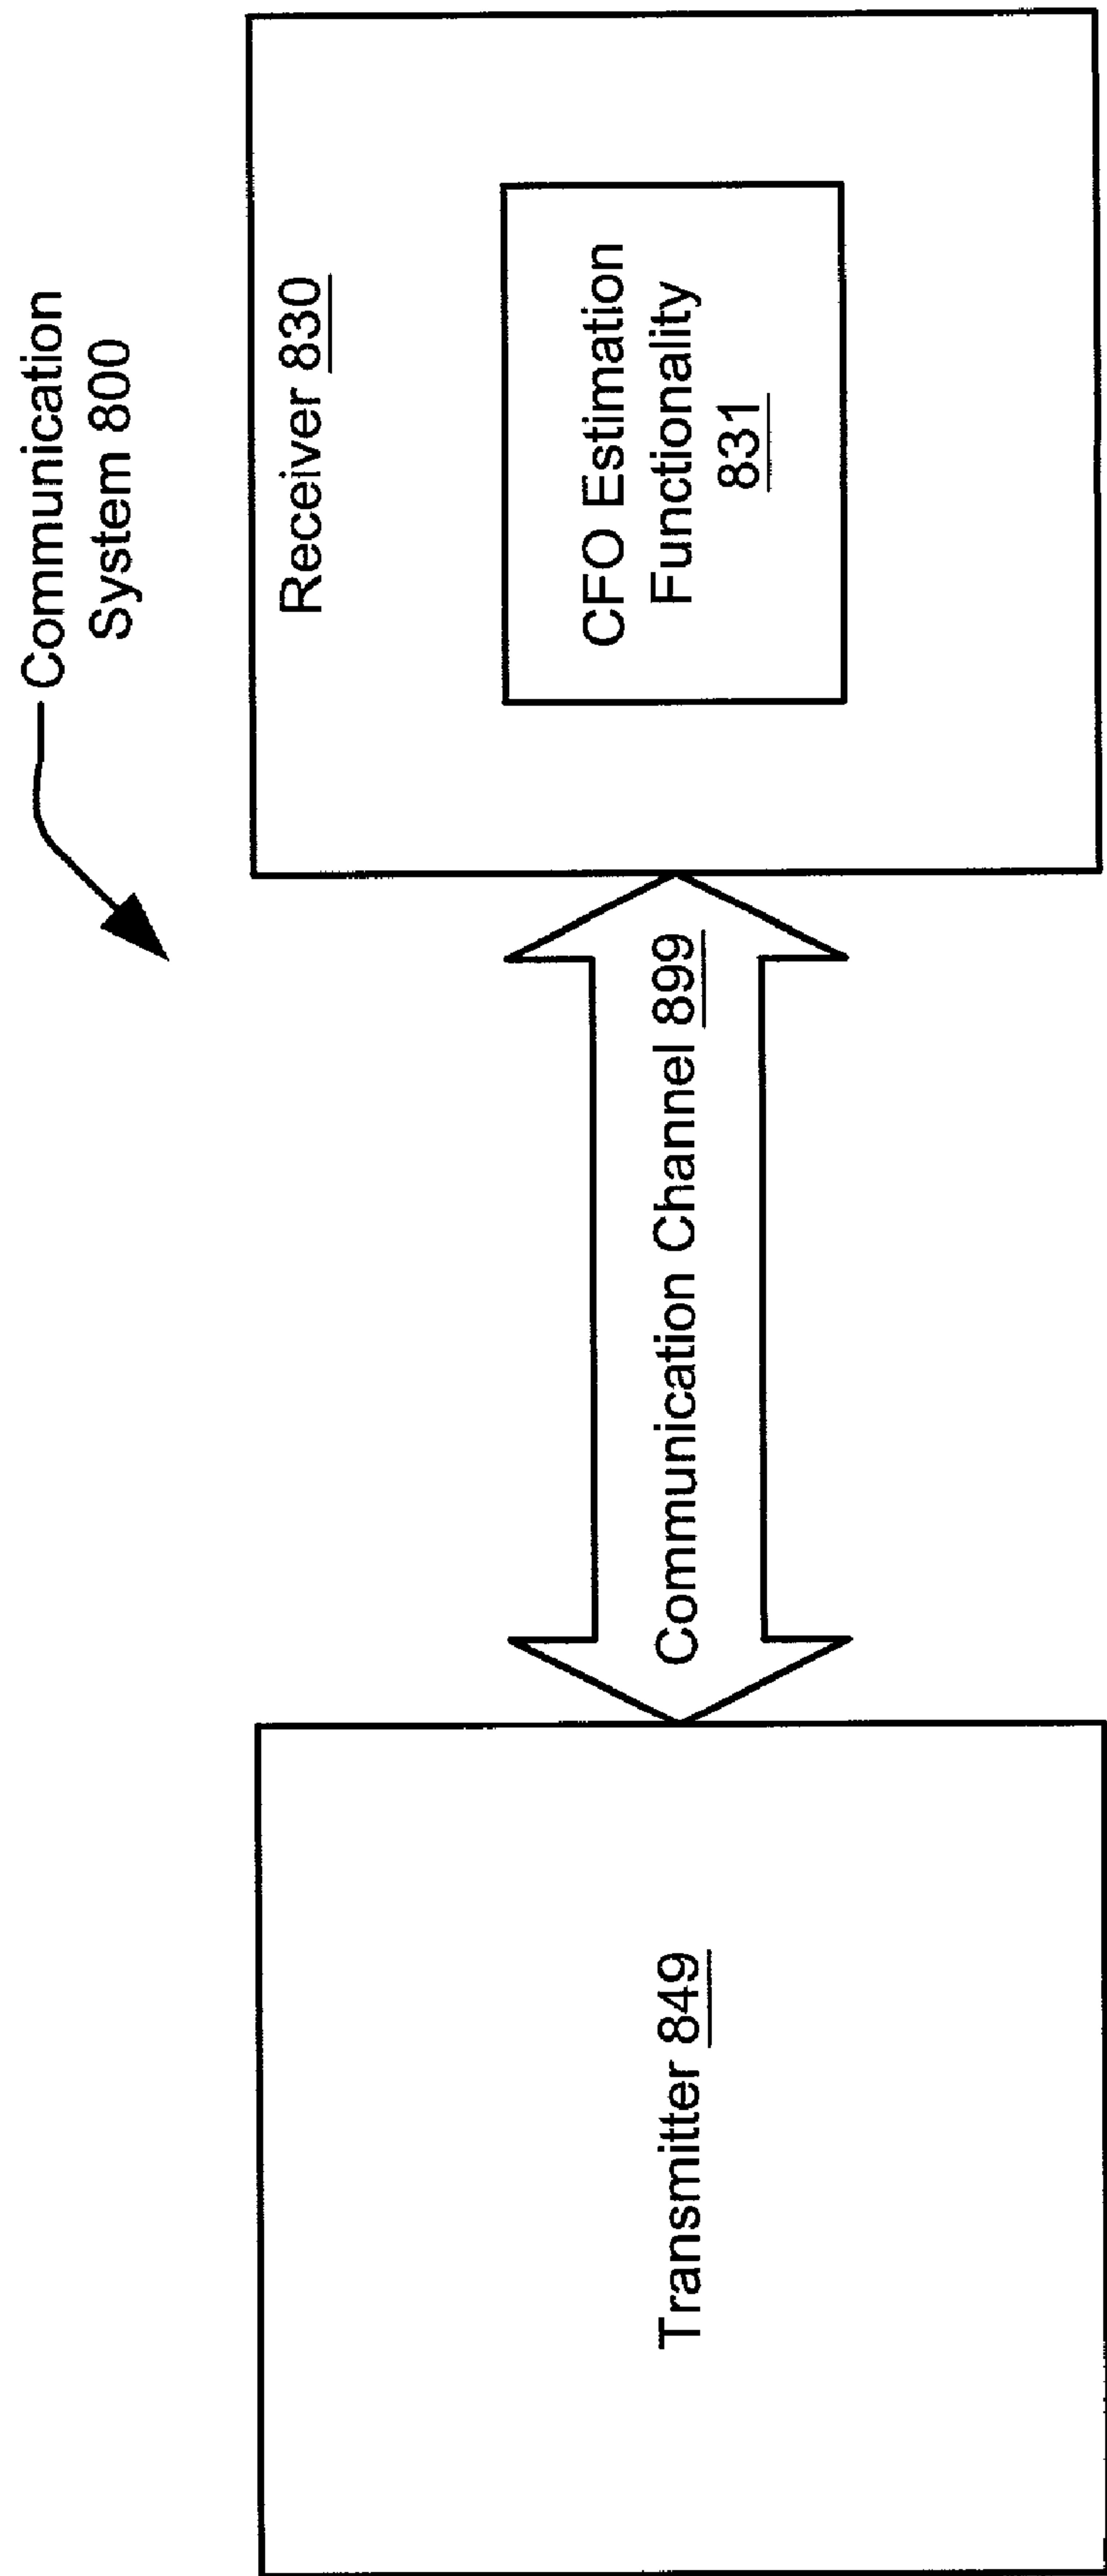 Communication
System 800
Transmitter 849
Communication Channel 899
Receiver 830
CFO Estimation
Functionality
831